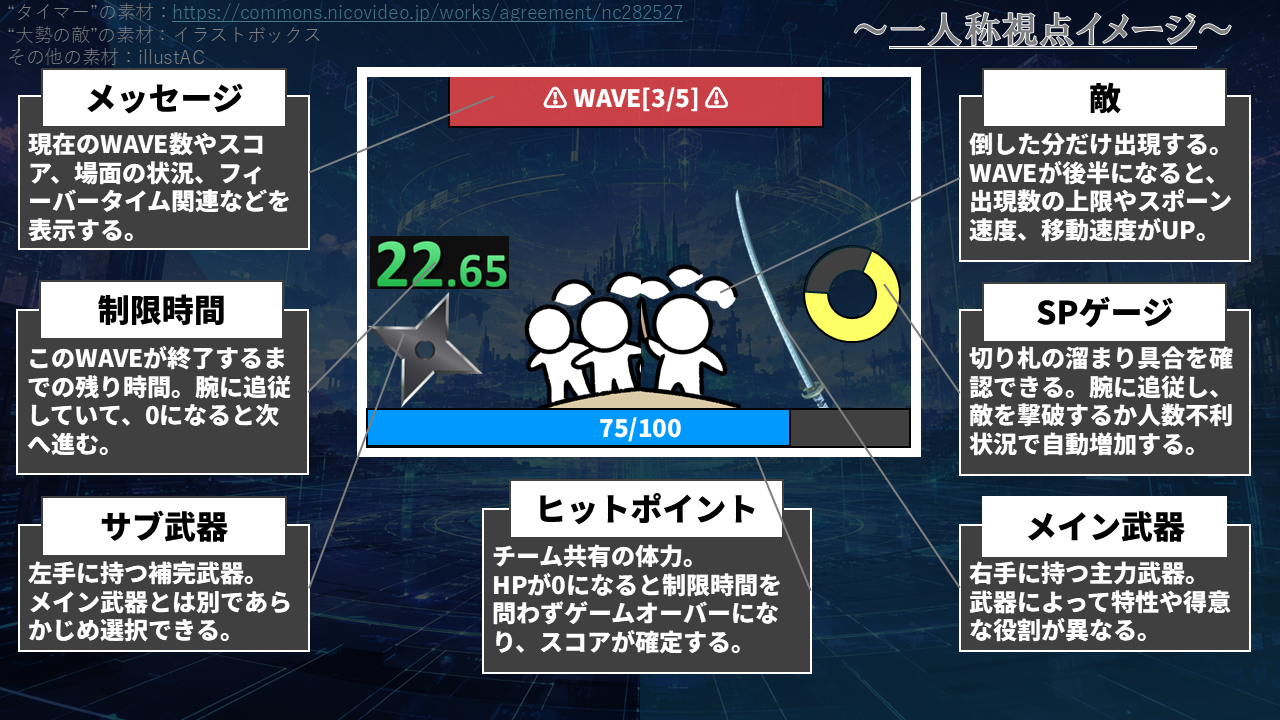 “タイマー”の素材：https://commons.nicovideo.jp/works/agreement/nc282527
“大勢の敵”の素材：イラストボックス
その他の素材：illustAC
～一人称視点イメージ～
メッセージ
現在のWAVE数やスコ
ア、場面の状況、フィ
ーバータイム関連などを
表示する。
制限時間
このWAVEが終了するま
での残り時間。腕に追従
していて、0になると次
へ進む。
サブ武器
左手に持つ補完武器。
メイン武器とは別であら
かじめ選択できる。
⚠ WAVE[3/5] ⚠
22.65
75/100
ヒットポイント
チーム共有の体力。
HPが0になると制限時間を
問わずゲームオーバーにな
り、スコアが確定する。
敵
倒した分だけ出現する。
WAVEが後半になると、
出現数の上限やスポーン
速度、移動速度がUP。
SPゲージ
切り札の溜まり具合を確
認できる。腕に追従し、
敵を撃破するか人数不利
状況で自動増加する。
メイン武器
右手に持つ主力武器。
武器によって特性や得意
な役割が異なる。